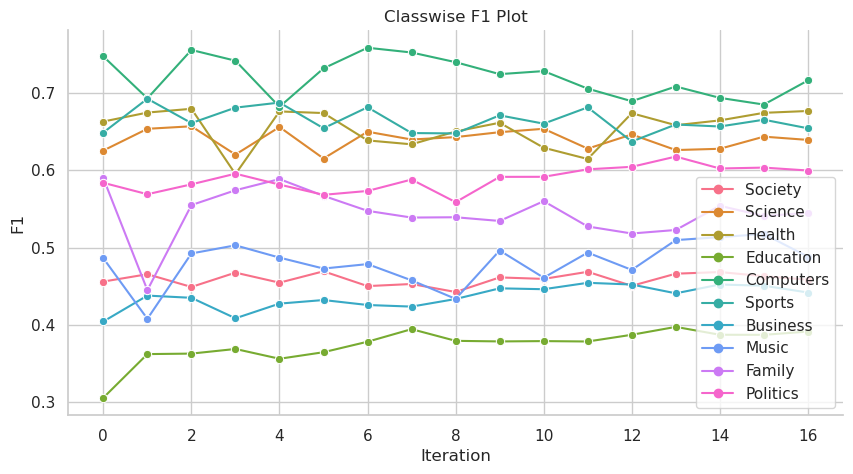 Classwise F1 Plot
F1
0.7
0.6
0.5
0.4
0.3
0 2 4 6 8 10 12 14 16
Iteration
Society
Science
Health
Education
Computers
Sports
Business
Music
Family
Politics